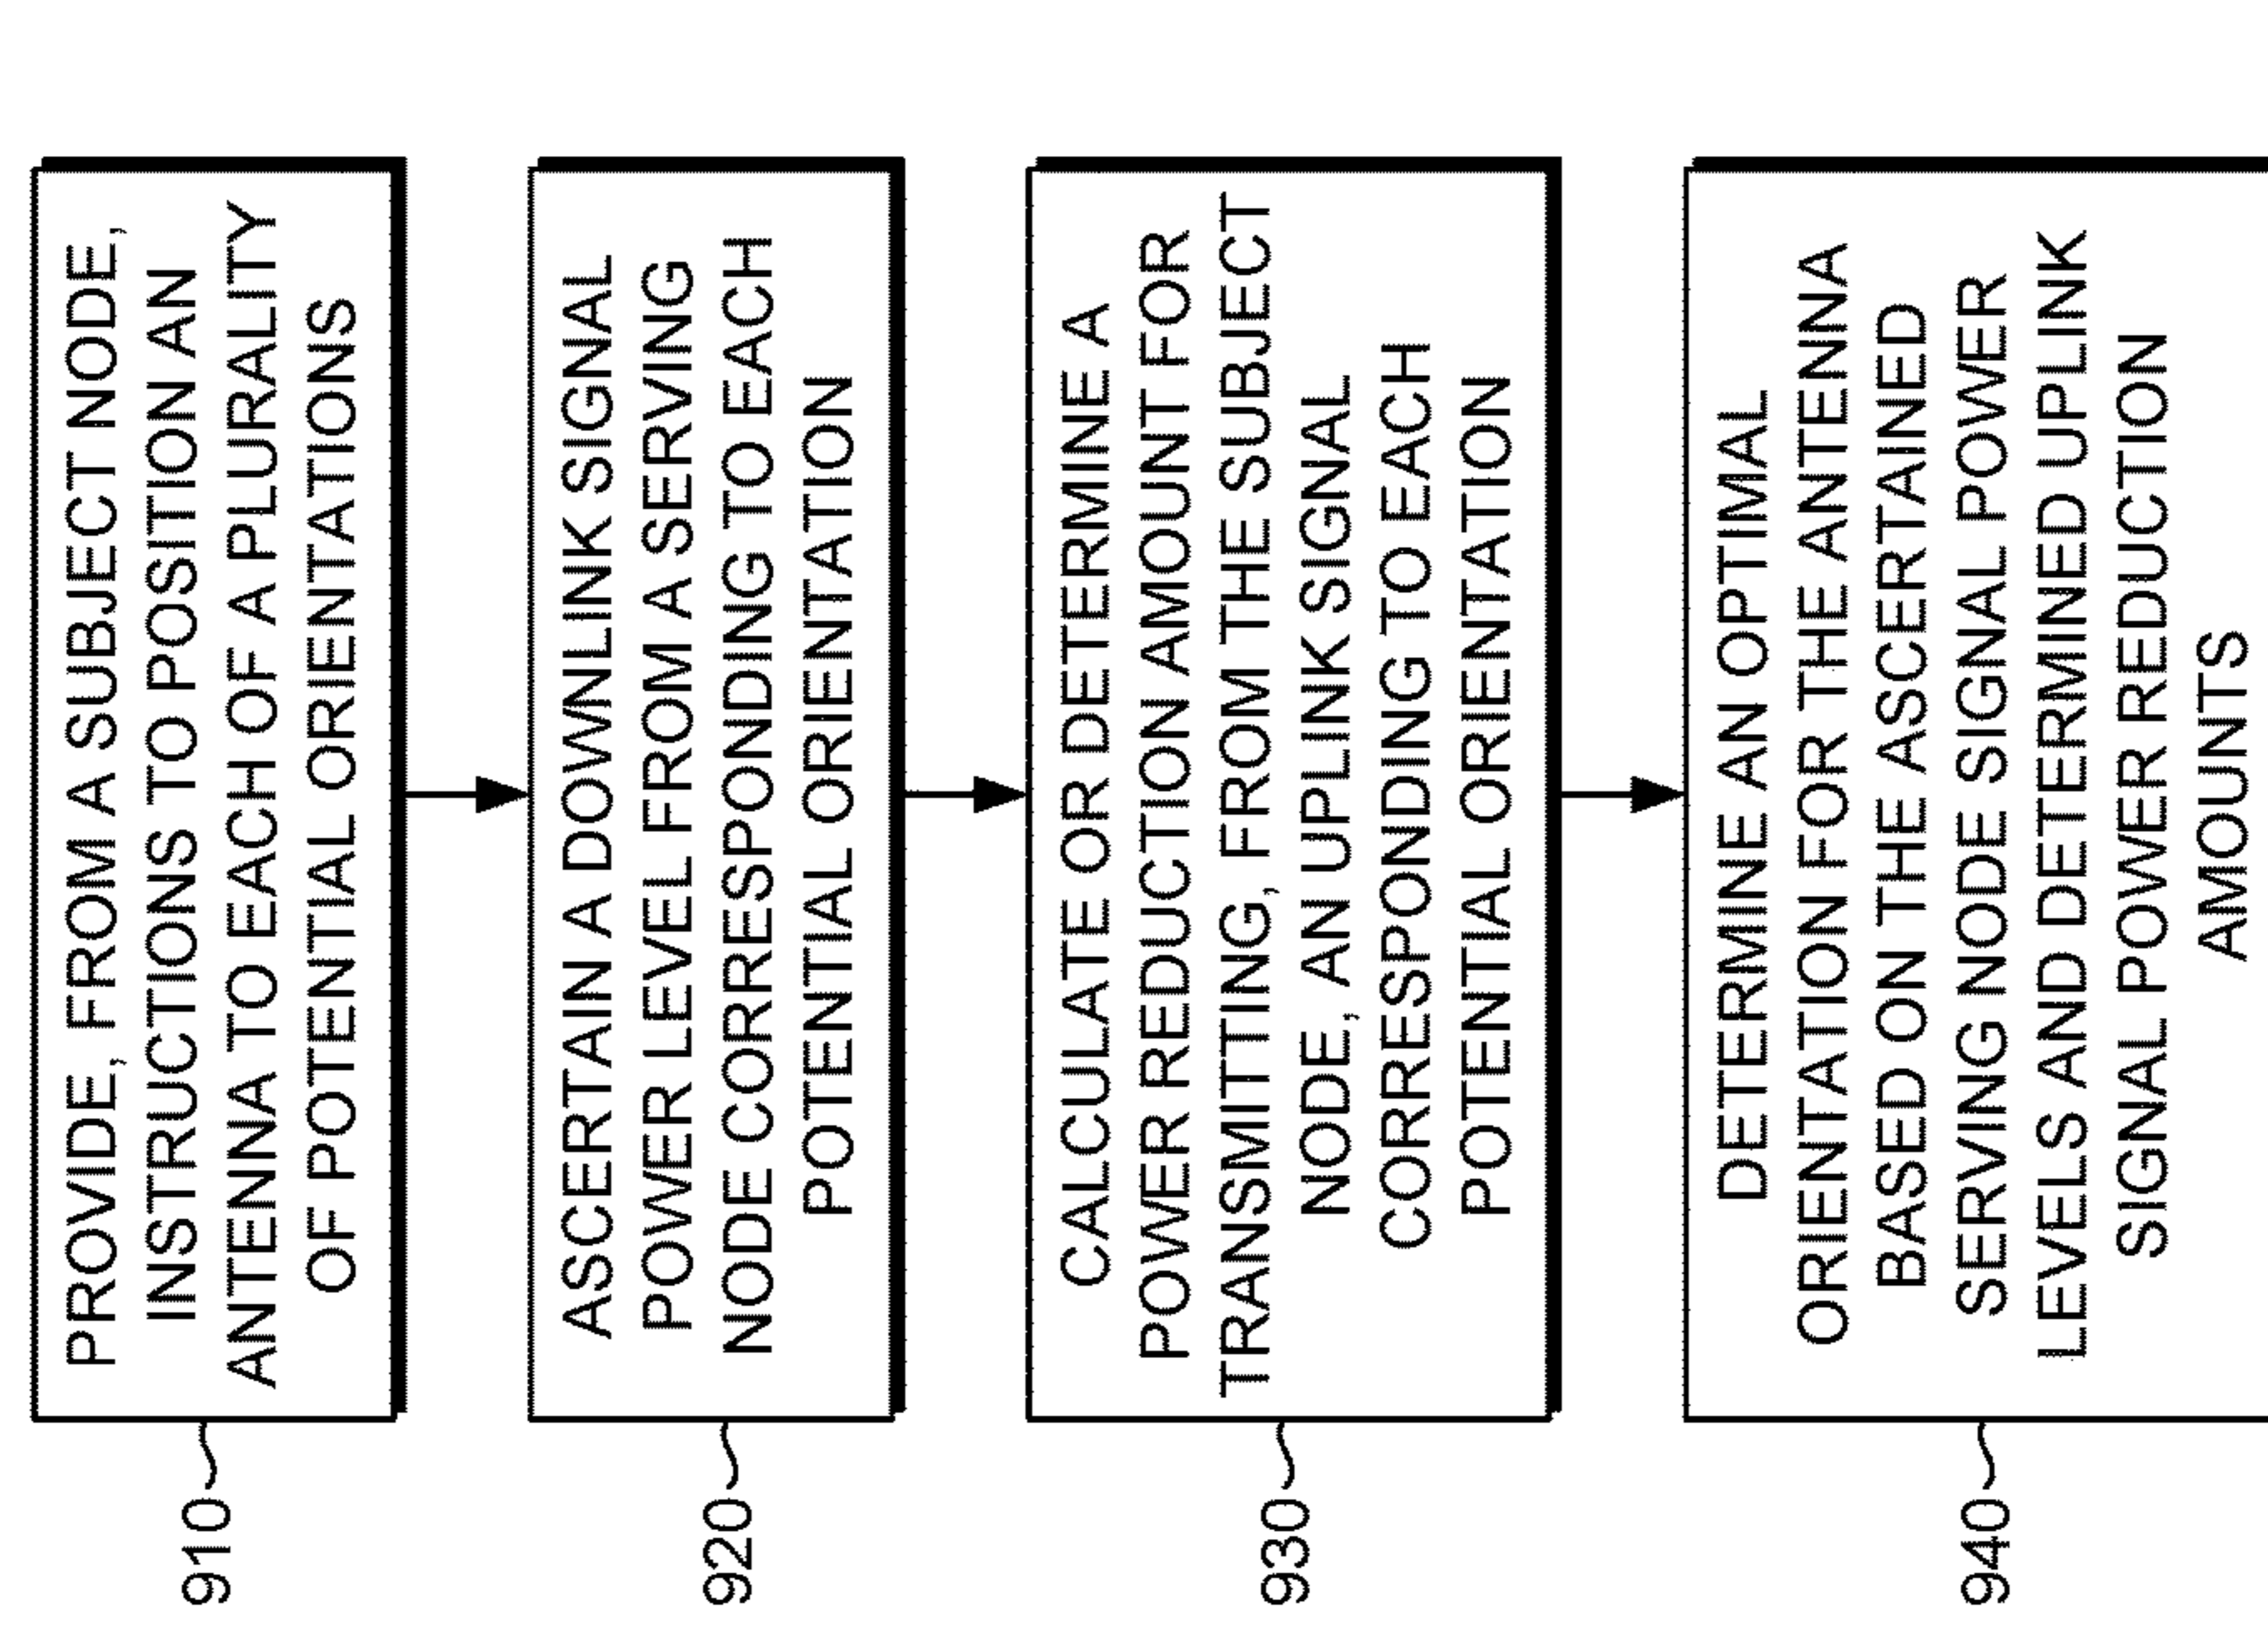 910
PROVIDE, FROM A SUBJECT NODE,
INSTRUCTIONS TO POSITION AN
ANTENNA TO EACH OF A PLURALITY
OF POTENTIAL ORIENTATIONS
920
ASCERTAIN A DOWNLINK SIGNAL
POWER LEVEL FROM A SERVING
NODE CORRESPONDING TO EACH
POTENTIAL ORIENTATION
930
CALCULATE OR DETERMINE A
POWER REDUCTION AMOUNT FOR
TRANSMITTING, FROM THE SUBJECT
NODE, AN UPLINK SIGNAL
CORRESPONDING TO EACH
POTENTIAL ORIENTATION
940
DETERMINE AN OPTIMAL
ORIENTATION FOR THE ANTENNA
BASED ON THE ASCERTAINED
SERVING NODE SIGNAL POWER
LEVELS AND DETERMINED UPLINK
SIGNAL POWER REDUCTION
AMOUNTS